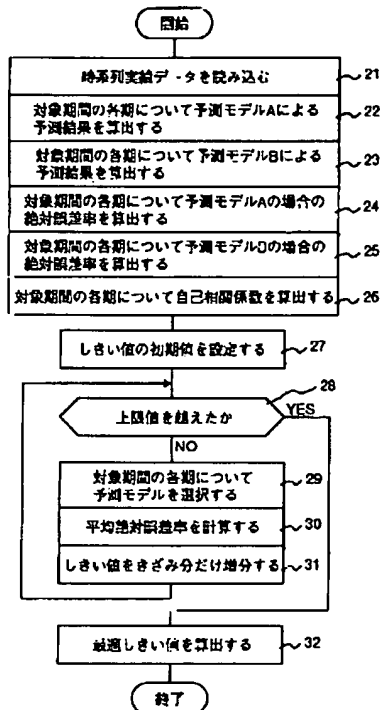 開始
時系列実績データを読み込む 21
対象期間の各期について予測モデルAによる 22
予測結果を算出する
対象期間の各期について予測モデルBによる 23
予測結果を算出する
対象期間の各期について予測モデルAの場合の 24
絶対誤差率を算出する
対象期間の各期について予測モデルBの場合の 25
絶対誤差率を算出する
対象期間の各期について自己相関係数を算出する 26
しきい値の初期値を設定する 27
28
上限値を超えたか YES
NO
対象期間の各期について 29
予測モデルを選択する
平均絶対誤差率を計算する 30
しきい値をきざみ分だけ増分する 31
最適しきい値を算出する 32
終了